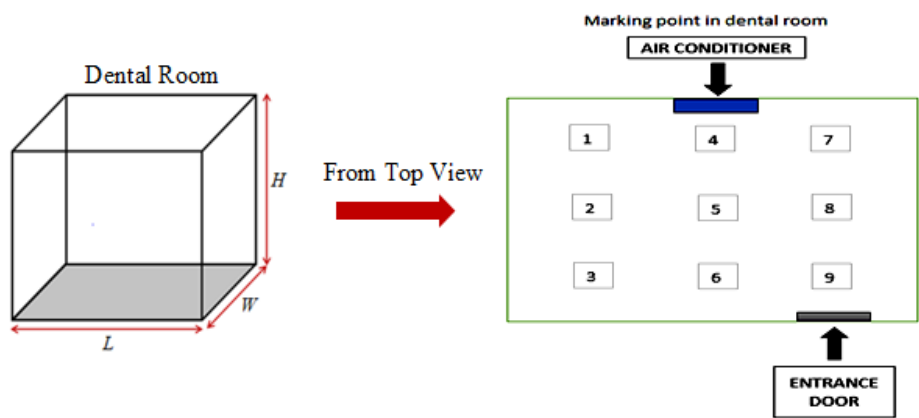 Dental Room
H
W
L
From Top View
Marking point in dental room
AIR CONDITIONER
1 4 7
2 5 8
3 6 9
ENTRANCE
DOOR